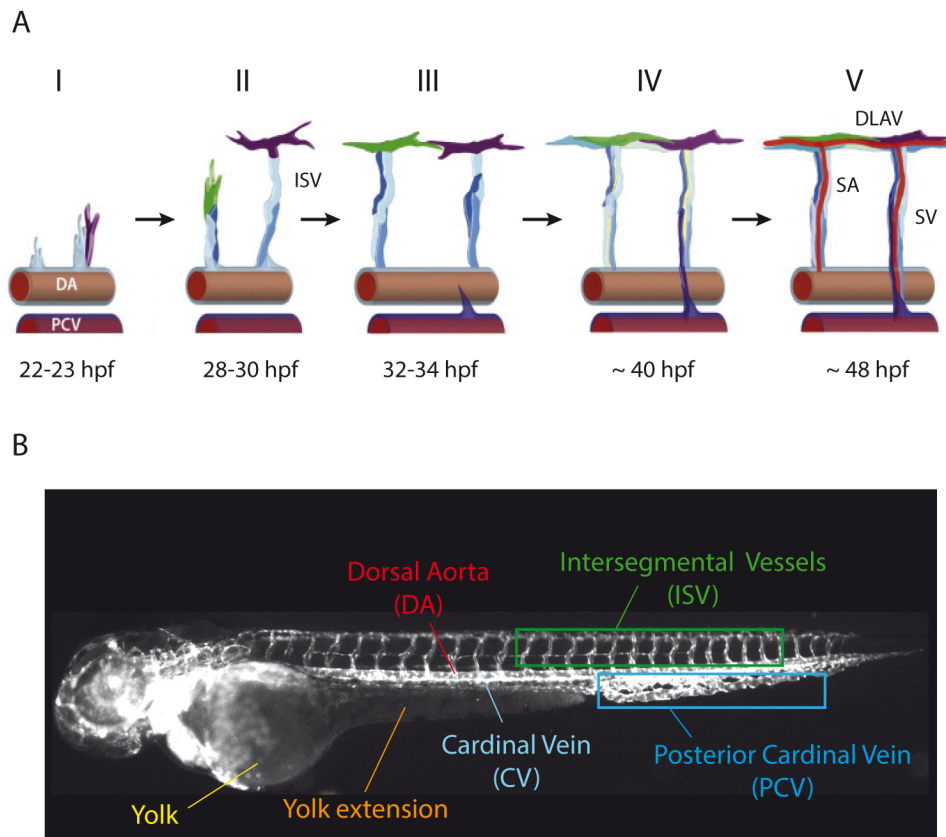 A
I II III IV V
DLAV
ISV
SA
SV
DA
PCV
22-23 hpf 28-30 hpf 32-34 hpf ~ 40 hpf ~ 48 hpf
B
Intersegmental Vessels
(ISV)
Dorsal Aorta
(DA)
Cardinal Vein
(CV)
Posterior Cardinal Vein
(PCV)
Yolk extension
Yolk